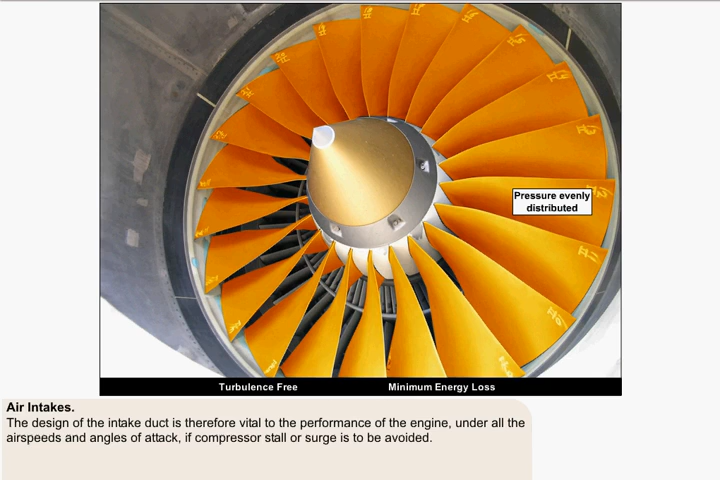 Pressure evenly
distributed
Turbulence Free
Minimum Energy Loss
Air Intakes.
The design of the intake duct is therefore vital to the performance of the engine, under all the
airspeeds and angles of attack, if compressor stall or surge is to be avoided.